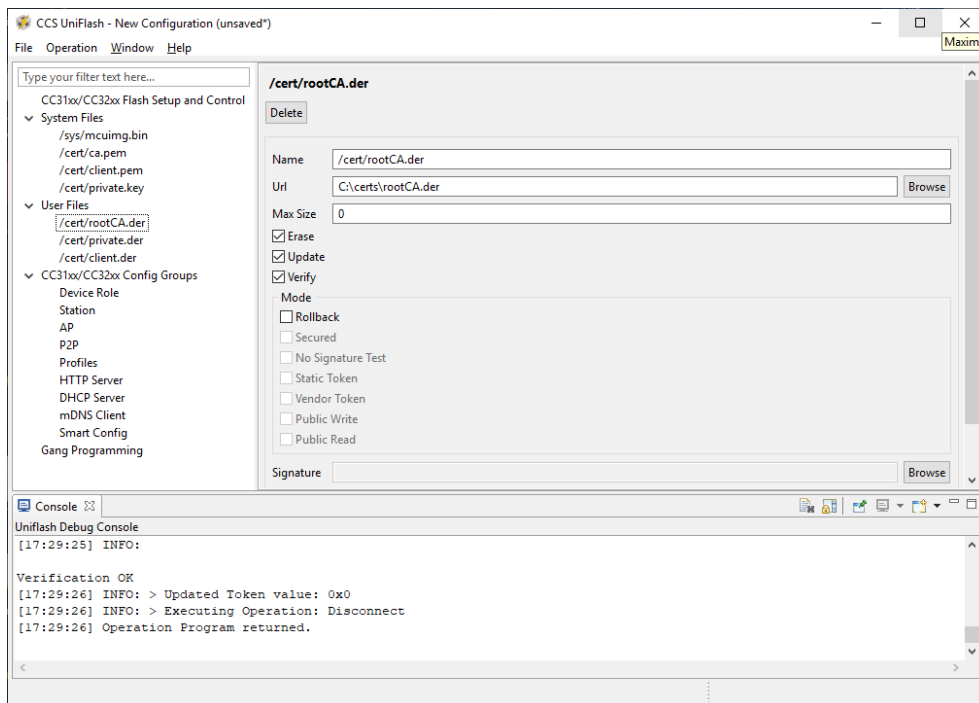 CCS UniFlash - New Configuration (unsaved*)
File Operation Window Help
Maxim
Type your filter text here...
CC31xx/CC32xx Flash Setup and Control
System Files
/sys/mcuimg.bin
/cert/ca.pem
/cert/client.pem
/cert/private.key
User Files
/cert/rootCA.der
/cert/private.der
/cert/client.der
CC31xx/CC32xx Config Groups
Device Role
Station
AP
P2P
Profiles
HTTP Server
DHCP Server
mDNS Client
Smart Config
Gang Programming
/cert/rootCA.der
Delete
Name /cert/rootCA.der
Url C:\certs\rootCA.der Browse
Max Size 0
Erase
Update
Verify
Mode
Rollback
Secured
No Signature Test
Static Token
Vendor Token
Public Write
Public Read
Signature Browse
Console
Uniflash Debug Console
[17:29:25] INFO:
Verification OK
[17:29:26] INFO: > Updated Token value: 0x0
[17:29:26] INFO: > Executing Operation: Disconnect
[17:29:26] Operation Program returned.